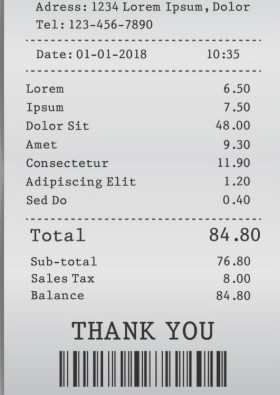 Adress: 1234 Lorem Ipsum, Dolor
Tel: 123-456-7890
Date: 01-01-2018 10:35
Lorem 6.50
Ipsum 7.50
Dolor Sit 48.00
Amet 9.30
Consectetur 11.90
Adipiscing Elit 1.20
Sed Do 0.40
Total 84.80
Sub-total 76.80
Sales Tax 8.00
Balance 84.80
THANK YOU